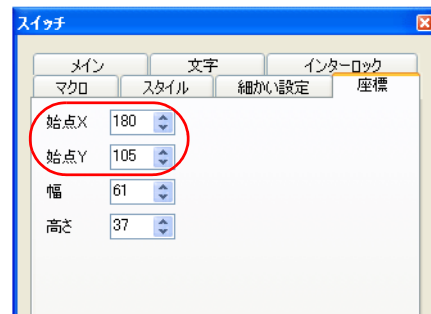 スイッチ
メイン 文字 インターロック
マクロ スタイル 細かい設定 座標
始点X 180
始点Y 105
幅 61
高さ 37